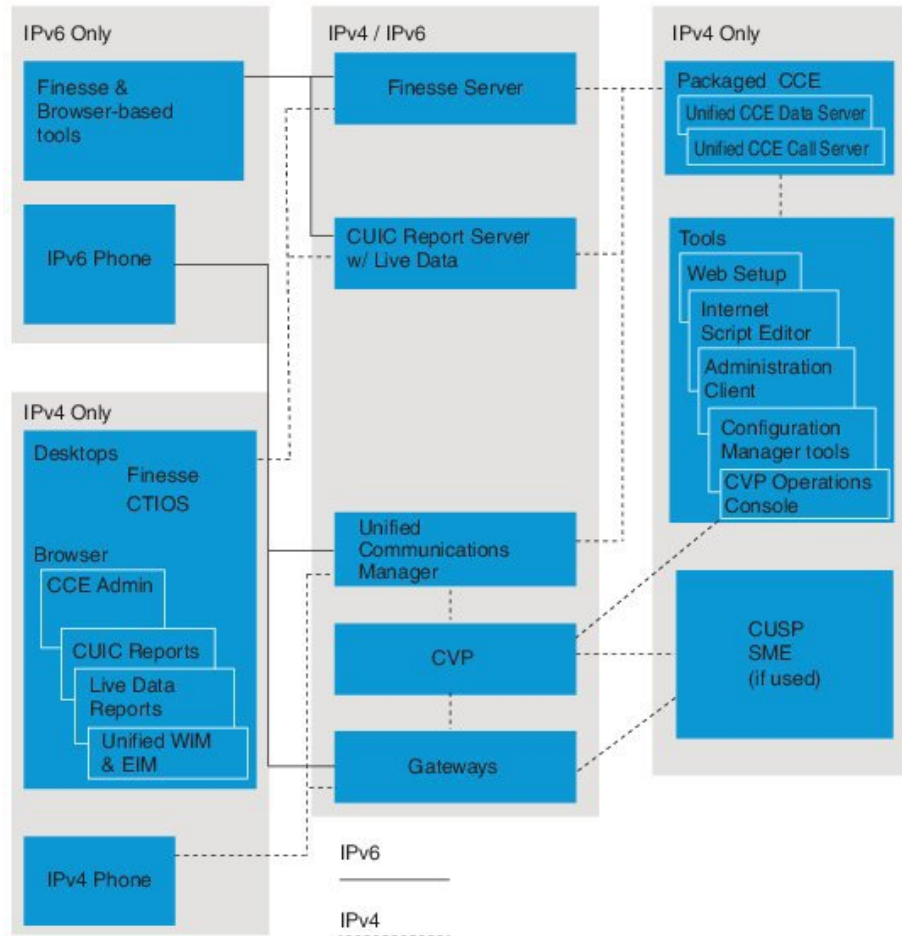 IPv6 Only
Finesse &
Browser-based
tools
IPv6 Phone
IPv4 Only
Desktops
Finesse
CTIOS
Browser
CCE Admin
CUIC Reports
Live Data
Reports
Unified WIM
& EIM
IPv4 Phone
IPv4 / IPv6
Finesse Server
CUIC Report Server
w/ Live Data
Unified
Communications
Manager
CVP
Gateways
IPv6
IPv4
IPv4 Only
Packaged CCE
Unified CCE Data Server
Unified CCE Call Server
Tools
Web Setup
Internet
Script Editor
Administration
Client
Configuration
Manager tools
CVP Operations
Console
CUSP
SME
(if used)